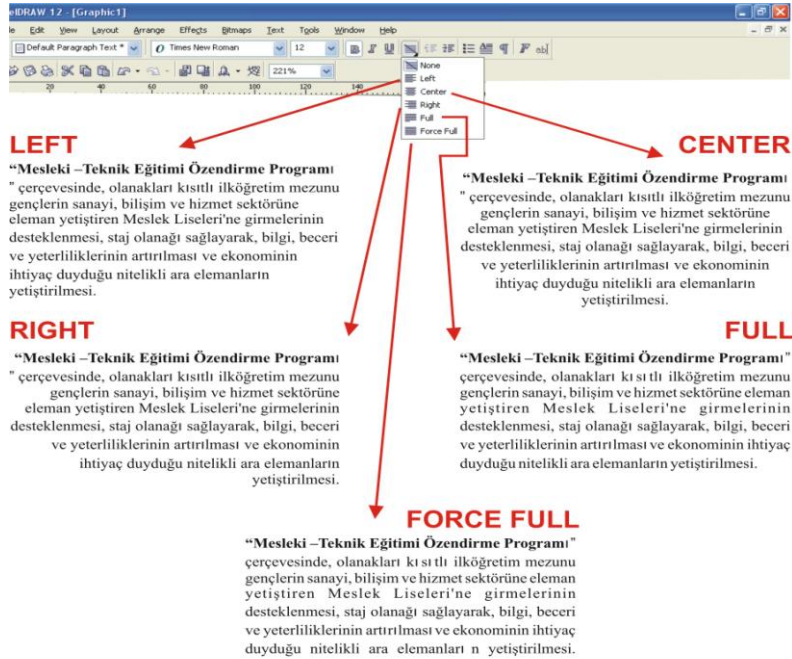 elDRAW 12 - [Graphic1]
le Edit View Layout Arrange Effects Bitmaps Text Tools Window Help
Default Paragraph Text * O Times New Roman 12 B I U F ab|
221%
20 40 60 80 100 120 140
None
Left
Center
Right
Full
Force Full
LEFT
“Mesleki –Teknik Eğitimi Özendirme Programı
" çerçevesinde, olanakları kısıtlı ilköğretim mezunu
gençlerin sanayi, bilişim ve hizmet sektörüne
eleman yetiştiren Meslek Liseleri'ne girmelerinin
desteklenmesi, staj olanağı sağlayarak, bilgi, beceri
ve yeterliliklerinin artırılması ve ekonominin
ihtiyaç duyduğu nitelikli ara elemanların
yetiştirilmesi.
CENTER
“Mesleki –Teknik Eğitimi Özendirme Programı
" çerçevesinde, olanakları kısıtlı ilköğretim mezunu
gençlerin sanayi, bilişim ve hizmet sektörüne
eleman yetiştiren Meslek Liseleri'ne girmelerinin
desteklenmesi, staj olanağı sağlayarak, bilgi, beceri
ve yeterliliklerinin artırılması ve ekonominin
ihtiyaç duyduğu nitelikli ara elemanların
yetiştirilmesi.
RIGHT
“Mesleki –Teknik Eğitimi Özendirme Programı
" çerçevesinde, olanakları kısıtlı ilköğretim mezunu
gençlerin sanayi, bilişim ve hizmet sektörüne
eleman yetiştiren Meslek Liseleri'ne girmelerinin
desteklenmesi, staj olanağı sağlayarak, bilgi, beceri
ve yeterliliklerinin artırılması ve ekonominin
ihtiyaç duyduğu nitelikli ara elemanların
yetiştirilmesi.
FULL
“Mesleki –Teknik Eğitimi Özendirme Programı"
çerçevesinde, olanakları kısıtlı ilköğretim mezunu
gençlerin sanayi, bilişim ve hizmet sektörüne eleman
yetiştiren Meslek Liseleri'ne girmelerinin
desteklenmesi, staj olanağı sağlayarak, bilgi, beceri
ve yeterliliklerinin artırılması ve ekonominin ihtiyaç
duyduğu nitelikli ara elemanların yetiştirilmesi.
FORCE FULL
“Mesleki –Teknik Eğitimi Özendirme Programı"
çerçevesinde, olanakları kısıtlı ilköğretim mezunu
gençlerin sanayi, bilişim ve hizmet sektörüne eleman
yetiştiren Meslek Liseleri'ne girmelerinin
desteklenmesi, staj olanağı sağlayarak, bilgi, beceri
ve yeterliliklerinin artırılması ve ekonominin ihtiyaç
duyduğu nitelikli ara elemanları n yetiştirilmesi.